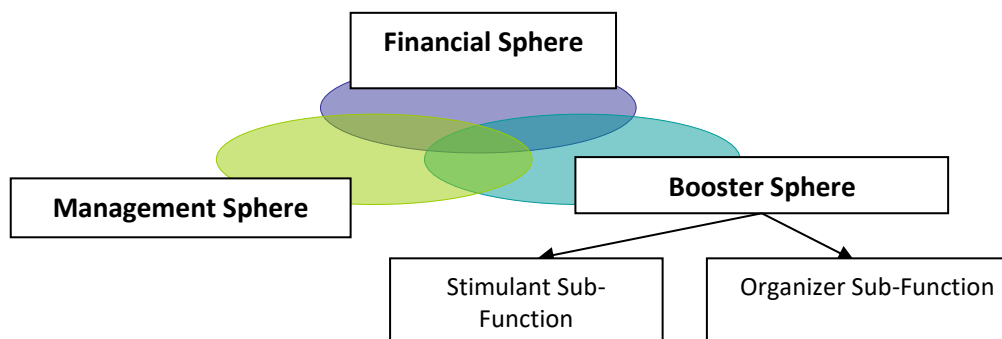 Financial Sphere
Management Sphere
Booster Sphere
Stimulant Sub-
Function
Organizer Sub-Function